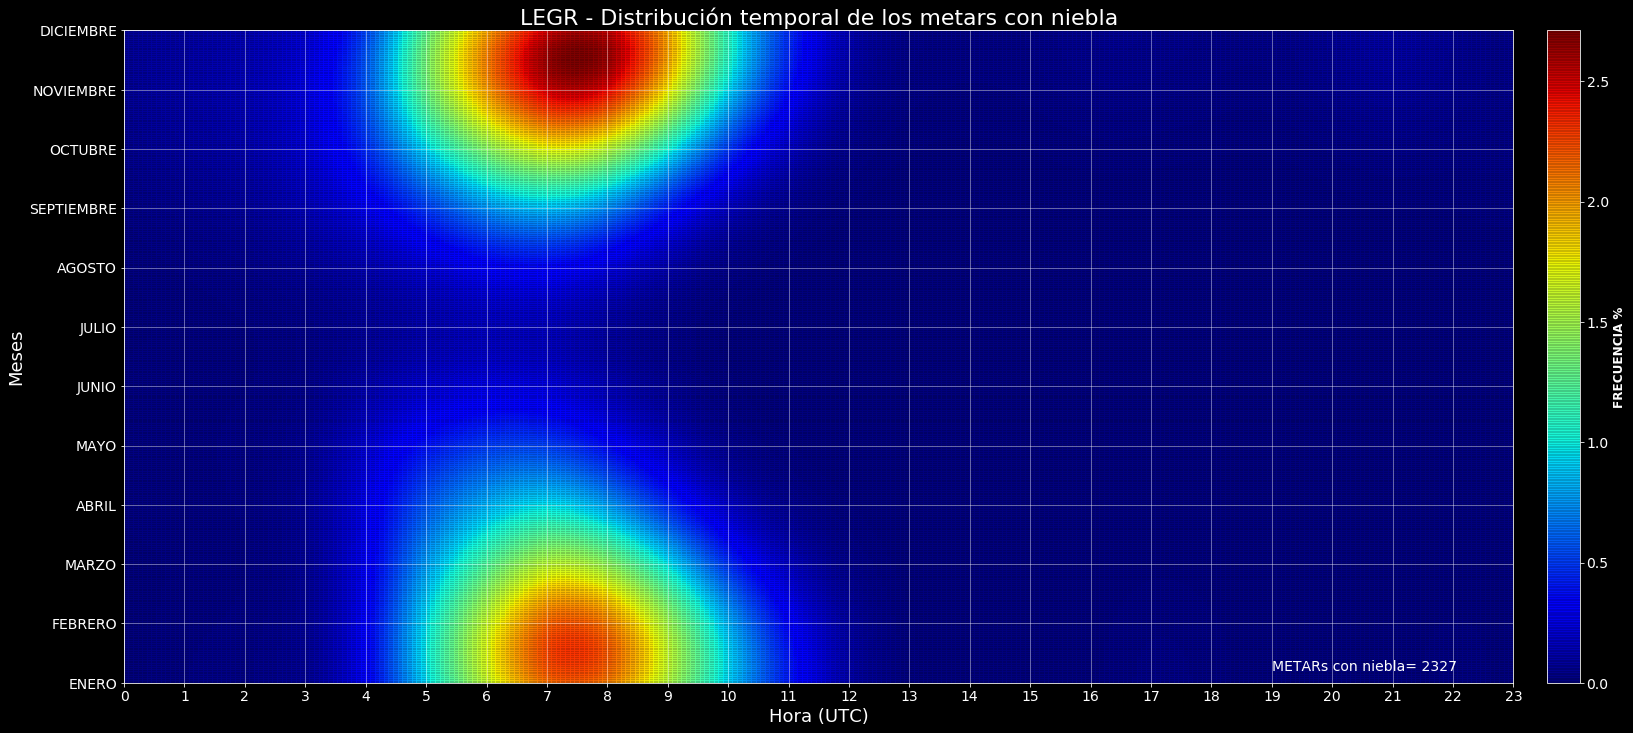 LEGR - Distribución temporal de los metars con niebla
DICIEMBRE
NOVIEMBRE
OCTUBRE
SEPTIEMBRE
AGOSTO
JULIO
JUNIO
MAYO
ABRIL
MARZO
FEBRERO
ENERO
Meses
METARs con niebla= 2327
0 1 2 3 4 5 6 7 8 9 10 11 12 13 14 15 16 17 18 19 20 21 22 23
Hora (UTC)
2.5
2.0
1.5
1.0
0.5
0.0
FRECUENCIA %